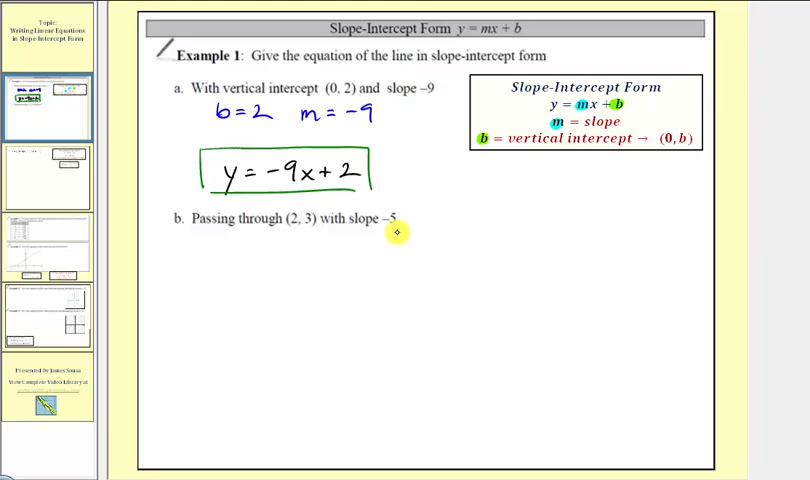 Topic:
Writing Linear Equations
in Slope-Intercept Form
Presented by James Sousa
View Complete Video Library at
Slope-Intercept Form y = mx + b
Example 1: Give the equation of the line in slope-intercept form
a. With vertical intercept (0, 2) and slope –9
b = 2 m = -9
y = -9x + 2
b. Passing through (2, 3) with slope –5
Slope-Intercept Form
y = mx + b
m = slope
b = vertical intercept → (0, b)